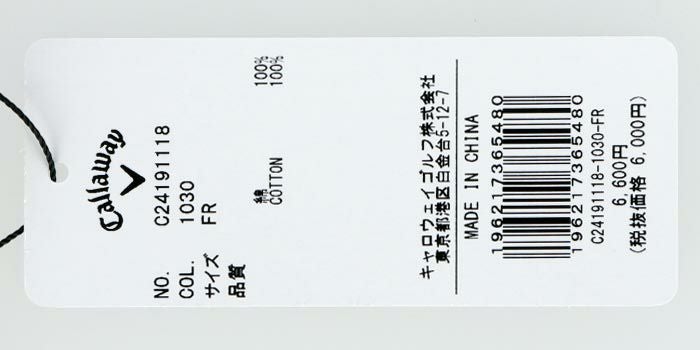 Callaway
NO. C24191118
COL. 1030
サイズ FR
品質
綿 100%
COTTON 100%
キャロウェイゴルフ株式会社
東京都港区白金台5-12-7
MADE IN CHINA
196217365480
196217365480
C24191118-1030-FR
6,600円
(税抜価格 6,000円)